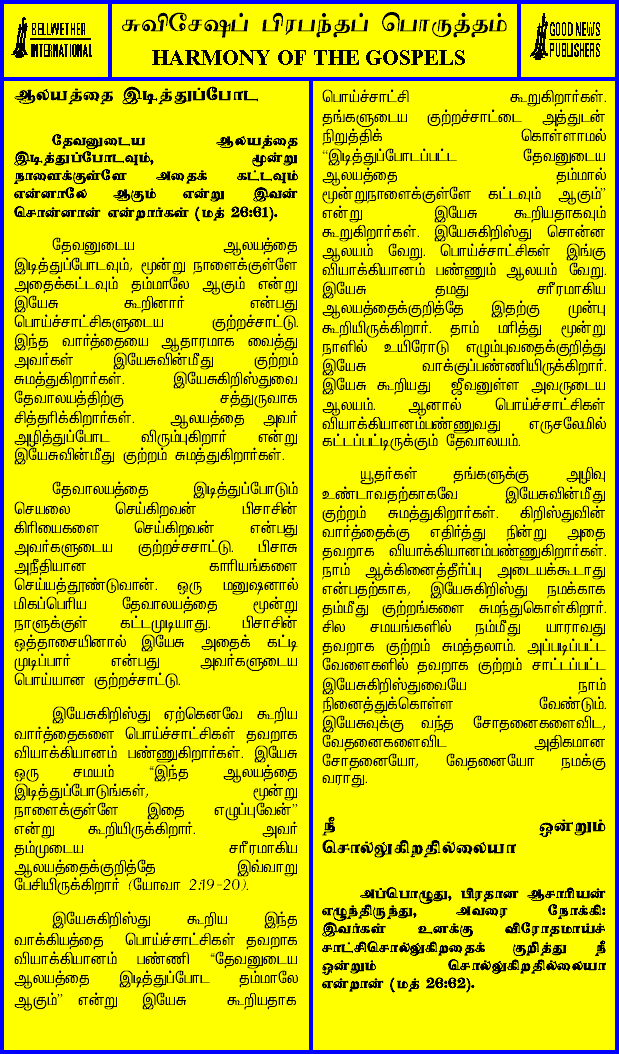 BELLWETHER
INTERNATIONAL
சுவிசேஷப் பிரபந்தப் பொருத்தம்
HARMONY OF THE GOSPELS
GOOD NEWS
PUBLISHERS
ஆலயத்தை இடித்துப்போட
தேவனுடைய ஆலயத்தை
இடித்துப்போடவும், மூன்று
நாளைக்குள்ளே அதைக் கட்டவும்
என்னாலே ஆகும் என்று இவன்
சொன்னான் என்றார்கள் (மத் 26:61).
தேவனுடைய ஆலயத்தை
இடித்துப்போடவும், மூன்று நாளைக்குள்ளே
அதைக்கட்டவும் தம்மாலே ஆகும் என்று
இயேசு கூறினார் என்பது
பொய்ச்சாட்சிகளுடைய குற்றச்சாட்டு.
இந்த வார்த்தையை ஆதாரமாக வைத்து
அவர்கள் இயேசுவின்மீது குற்றம்
சுமத்துகிறார்கள். இயேசுகிறிஸ்துவை
தேவாலயத்திற்கு சத்துருவாக
சித்தரிக்கிறார்கள். ஆலயத்தை அவர்
அழித்துப்போட விரும்புகிறார் என்று
இயேசுவின்மீது குற்றம் சுமத்துகிறார்கள்.
தேவாலயத்தை இடித்துப்போடும்
செயலை செய்கிறவன் பிசாசின்
கிரியைகளை செய்கிறவன் என்பது
அவர்களுடைய குற்றச்சசாட்டு. பிசாசு
அநீதியான காரியங்களை
செய்யத்தூண்டுவான். ஒரு மனுஷனால்
மிகப்பெரிய தேவாலயத்தை மூன்று
நாளுக்குள் கட்டமுடியாது. பிசாசின்
ஒத்தாசையினால் இயேசு அதைக் கட்டி
முடிப்பார் என்பது அவர்களுடைய
பொய்யான குற்றச்சாட்டு.
இயேசுகிறிஸ்து ஏற்கெனவே கூறிய
வார்த்தைகளை பொய்ச்சாட்சிகள் தவறாக
வியாக்கியானம் பண்ணுகிறார்கள். இயேசு
ஒரு சமயம் “இந்த ஆலயத்தை
இடித்துப்போடுங்கள், மூன்று
நாளைக்குள்ளே இதை எழுப்புவேன்”
என்று கூறியிருக்கிறார். அவர்
தம்முடைய சரீரமாகிய
ஆலயத்தைக்குறித்தே இவ்வாறு
பேசியிருக்கிறார் (யோவா 2:19-20).
இயேசுகிறிஸ்து கூறிய இந்த
வாக்கியத்தை பொய்ச்சாட்சிகள் தவறாக
வியாக்கியானம் பண்ணி “தேவனுடைய
ஆலயத்தை இடித்துப்போட தம்மாலே
ஆகும்” என்று இயேசு கூறியதாக
பொய்ச்சாட்சி கூறுகிறார்கள்.
தங்களுடைய குற்றச்சாட்டை அத்துடன்
நிறுத்திக் கொள்ளாமல்
“இடித்துப்போடப்பட்ட தேவனுடைய
ஆலயத்தை தம்மால்
மூன்றுநாளைக்குள்ளே கட்டவும் ஆகும்”
என்று இயேசு கூறியதாகவும்
கூறுகிறார்கள். இயேசுகிறிஸ்து சொன்ன
ஆலயம் வேறு. பொய்ச்சாட்சிகள் இங்கு
வியாக்கியானம் பண்ணும் ஆலயம் வேறு.
இயேசு தமது சரீரமாகிய
ஆலயத்தைக்குறித்தே இதற்கு முன்பு
கூறியிருக்கிறார். தாம் மரித்து மூன்று
நாளில் உயிரோடு எழும்புவதைக்குறித்து
இயேசு வாக்குப்பண்ணியிருக்கிறார்.
இயேசு கூறியது ஜீவனுள்ள அவருடைய
ஆலயம். ஆனால் பொய்ச்சாட்சிகள்
வியாக்கியானம்பண்ணுவது எருசலேமில்
கட்டப்பட்டிருக்கும் தேவாலயம்.
யூதர்கள் தங்களுக்கு அழிவு
உண்டாவதற்காகவே இயேசுவின்மீது
குற்றம் சுமத்துகிறார்கள். கிறிஸ்துவின்
வார்த்தைக்கு எதிர்த்து நின்று அதை
தவறாக வியாக்கியானம்பண்ணுகிறார்கள்.
நாம் ஆக்கினைத்தீர்ப்பு அடையக்கூடாது
என்பதற்காக, இயேசுகிறிஸ்து நமக்காக
தம்மீது குற்றங்களை சுமந்துகொள்கிறார்.
சில சமயங்களில் நம்மீது யாராவது
தவறாக குற்றம் சுமத்தலாம். அப்படிப்பட்ட
வேளைகளில் தவறாக குற்றம் சாட்டப்பட்ட
இயேசுகிறிஸ்துவையே நாம்
நினைத்துக்கொள்ள வேண்டும்.
இயேசுவுக்கு வந்த சோதனைகளைவிட,
வேதனைகளைவிட அதிகமான
சோதனையோ, வேதனையோ நமக்கு
வராது.
நீ ஒன்றும்
சொல்லுகிறதில்லையா
அப்பொழுது, பிரதான ஆசாரியன்
எழுந்திருந்து, அவரை நோக்கி:
இவர்கள் உனக்கு விரோதமாய்ச்
சாட்சிசொல்லுகிறதைக் குறித்து நீ
ஒன்றும் சொல்லுகிறதில்லையா
என்றான் (மத் 26:62).